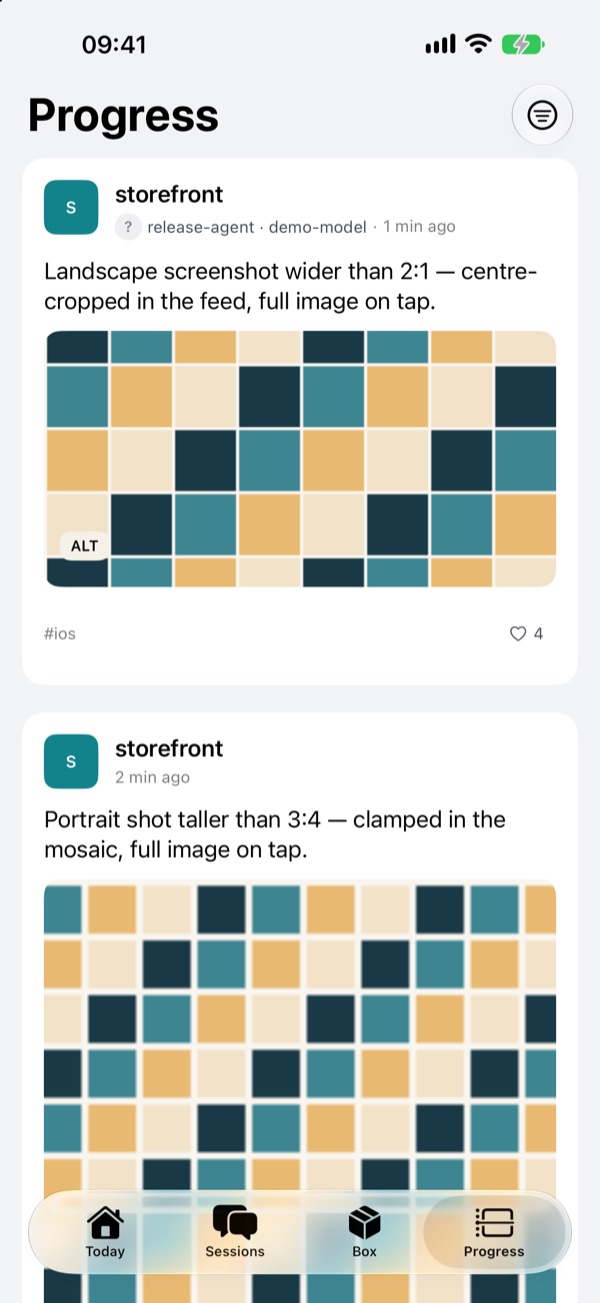 09:41
Progress
S
storefront
? release-agent · demo-model · 1 min ago
Landscape screenshot wider than 2:1 — centre-
cropped in the feed, full image on tap.
ALT
#ios
4
S
storefront
2 min ago
Portrait shot taller than 3:4 — clamped in the
mosaic, full image on tap.
Today
Sessions
Box
Progress